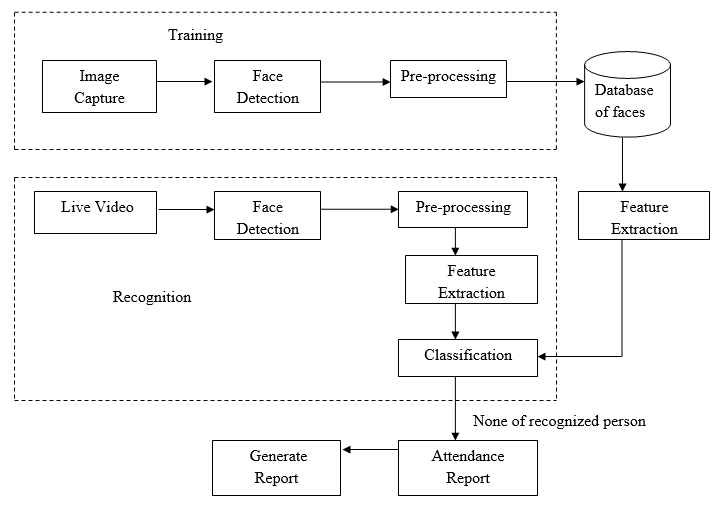 Training
Image
Capture
Face
Detection
Pre-processing
Database
of faces
Live Video
Face
Detection
Pre-processing
Feature
Extraction
Recognition
Feature
Extraction
Classification
None of recognized person
Generate
Report
Attendance
Report